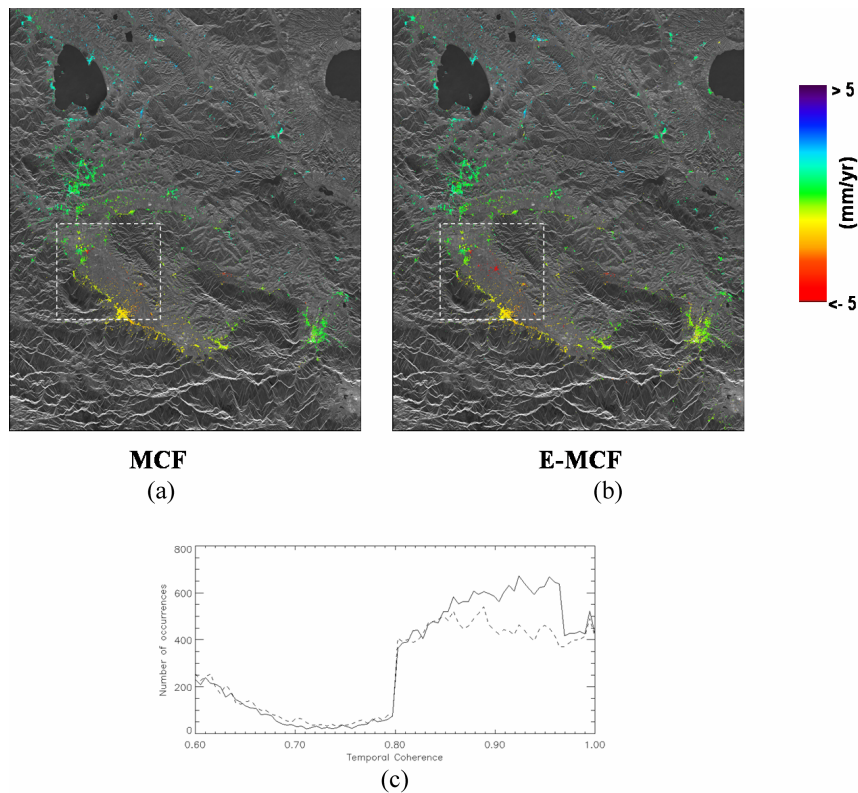 > 5
(mm/yr)
<- 5
MCF
E-MCF
(a)
(b)
800
600
400
200
0
Number of occurrences
0.60
0.70
0.80
0.90
1.00
Temporal Coherence
(c)